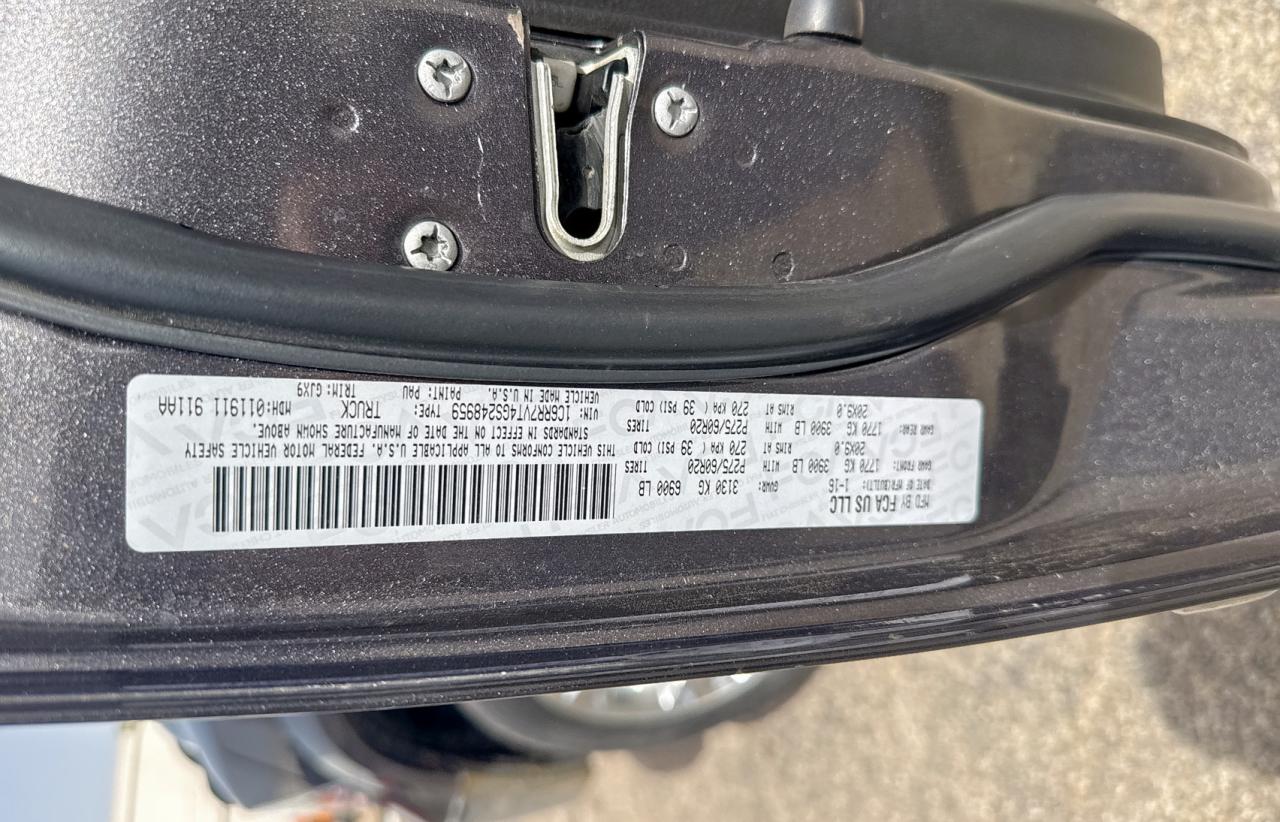 MFD BY FCA US LLC
DATE OF MFR(BUILT): 1-16 GVWR: 3130 KG 6900 LB
GAWR FRONT: 1770 KG 3900 LB WITH P275/60R20 TIRES
20X9.0 RIMS AT 270 KPA ( 39 PSI) COLD
GAWR REAR: 1770 KG 3900 LB WITH P275/60R20 TIRES
20X9.0 RIMS AT 270 KPA ( 39 PSI) COLD
THIS VEHICLE CONFORMS TO ALL APPLICABLE U.S.A. FEDERAL MOTOR VEHICLE SAFETY
STANDARDS IN EFFECT ON THE DATE OF MANUFACTURE SHOWN ABOVE.
VIN: 1C6RR7VT4GS248959 TYPE: TRUCK MDH:011911 911AA
VEHICLE MADE IN U.S.A. PAINT: PAU TRIM: GJX9